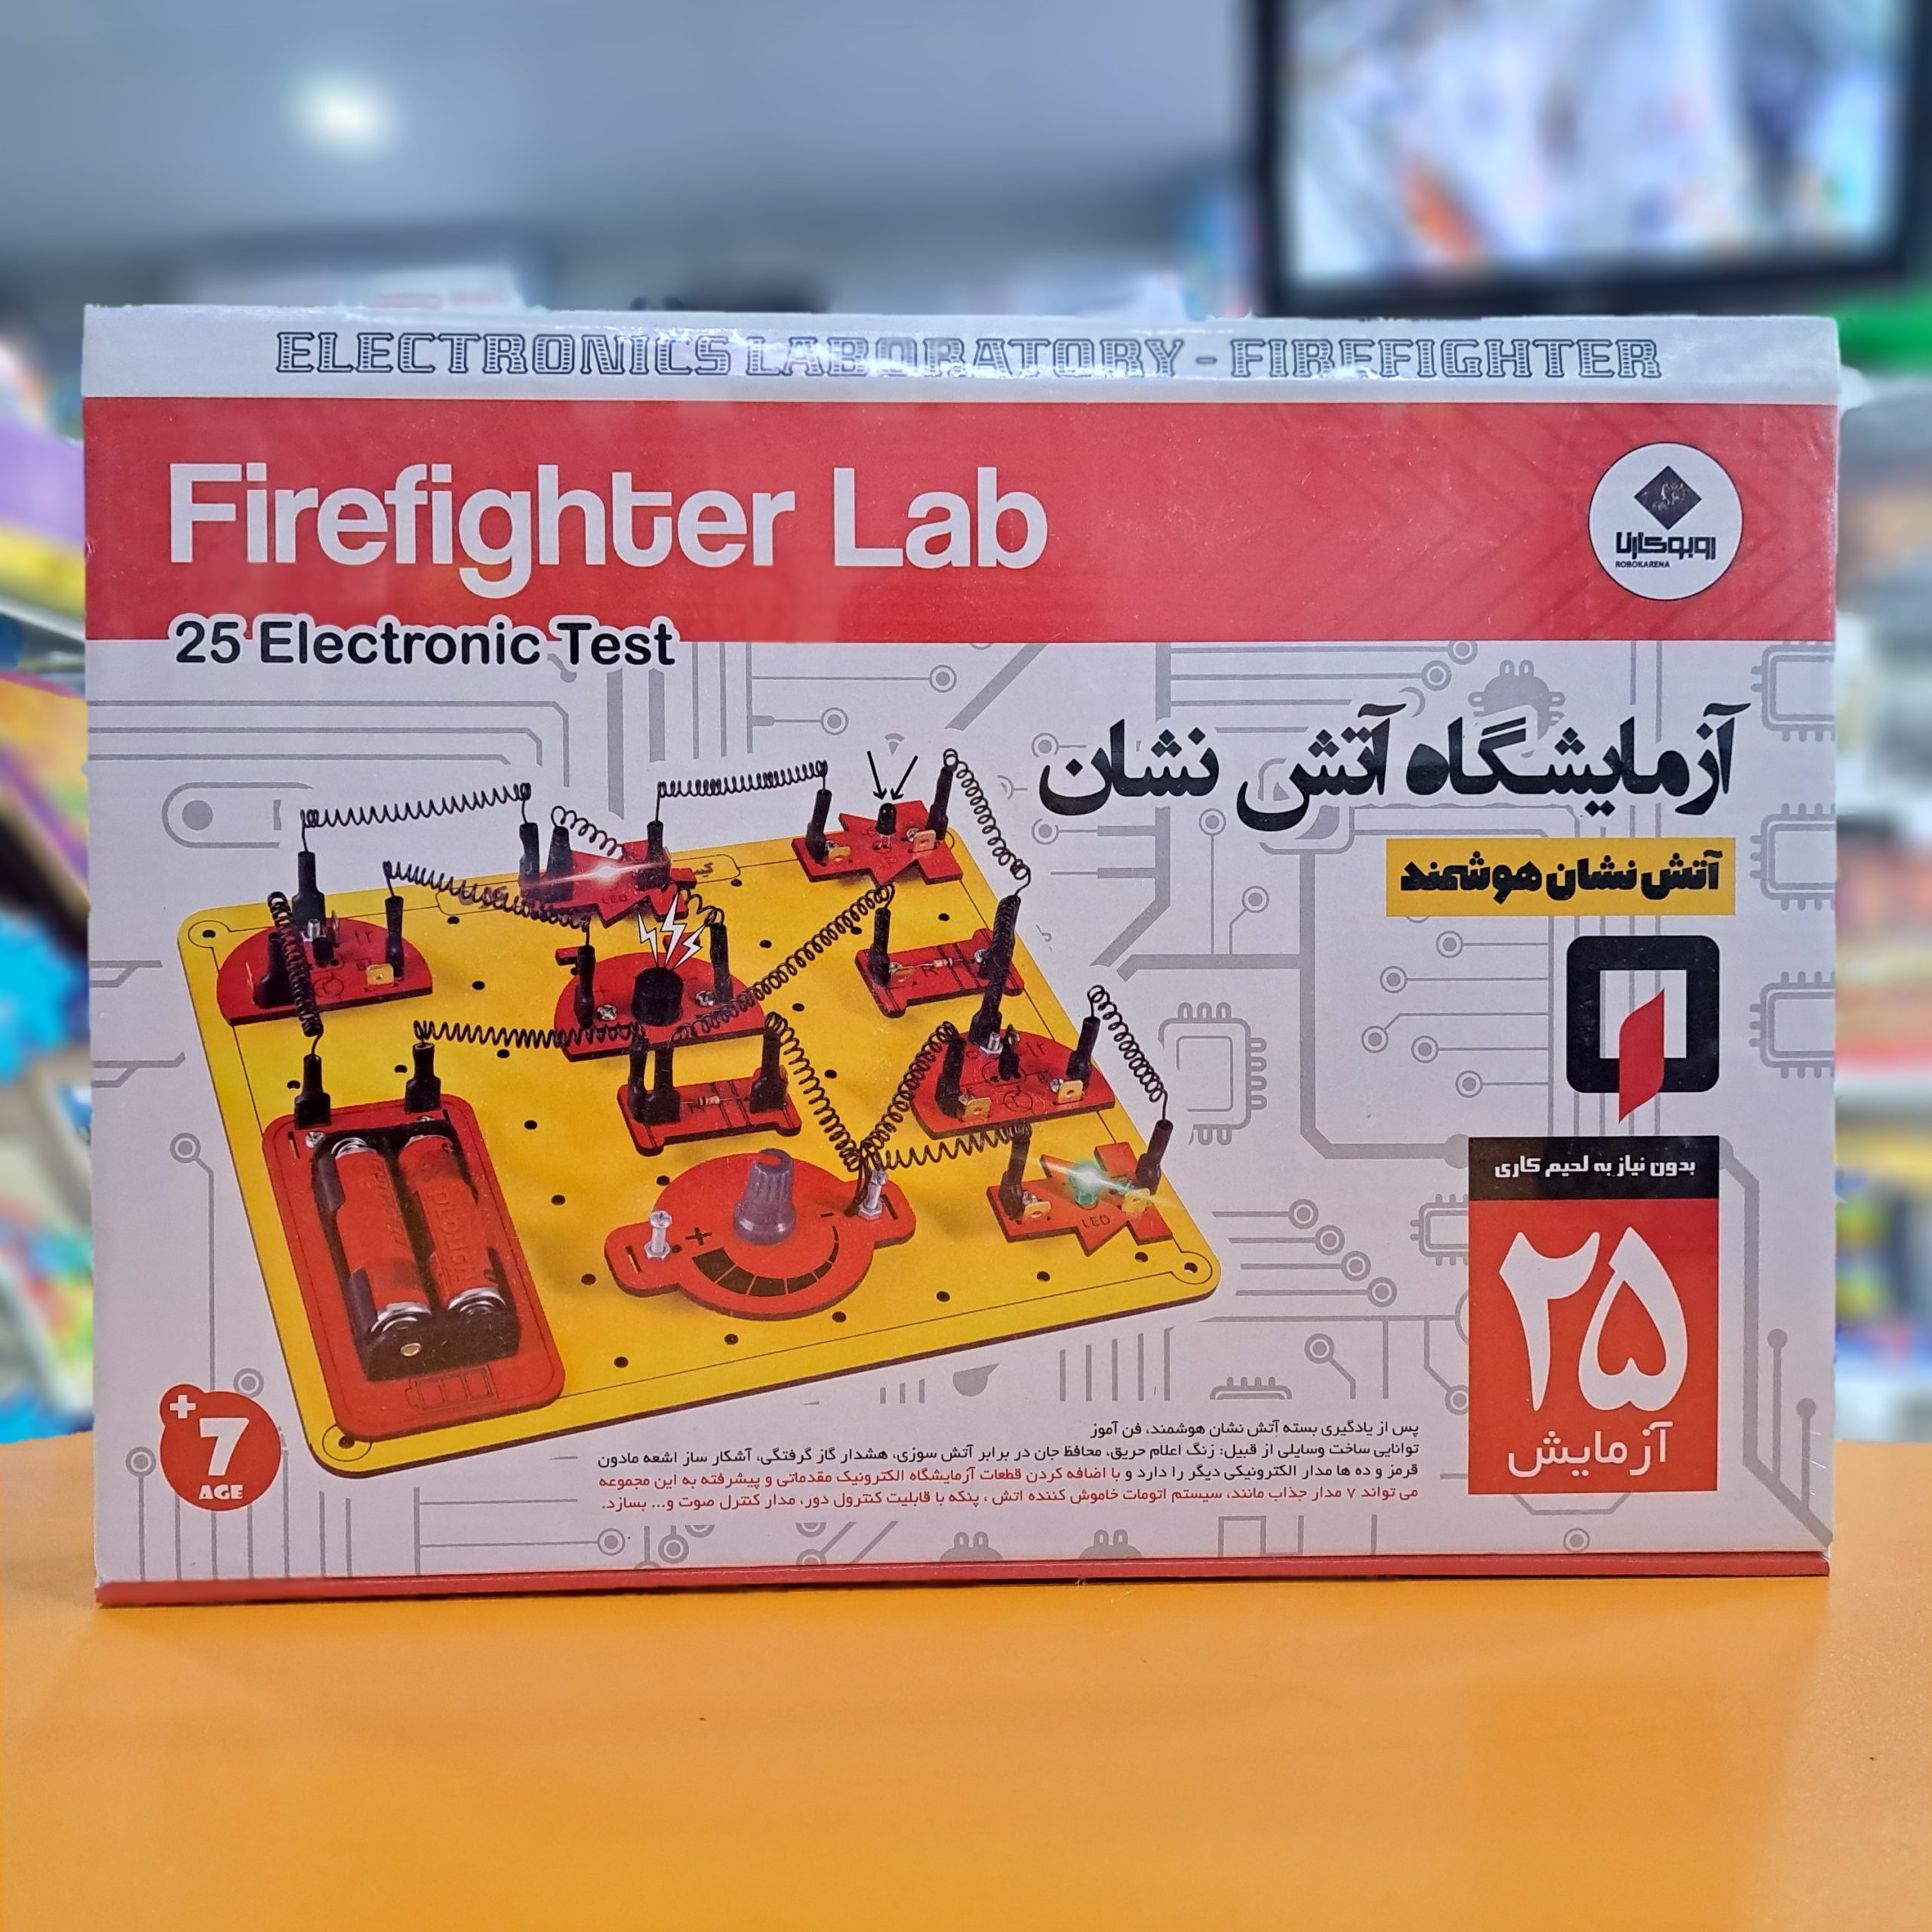 ELECTRONICS LABORATORY - FIREFIGHTER
Firefighter Lab
روبوکارنا
ROBOKARENA
25 Electronic Test
آزمایشگاه آتش نشان
آتش نشان هوشمند
بدون نیاز به لحیم کاری
۲۵
آزمایش
LED
LED
+7
AGE
پس از یادگیری بسته آتش نشان هوشمند، فن آموز
توانایی ساخت وسایلی از قبیل: زنگ اعلام حریق، محافظ جان در برابر آتش سوزی، هشدار گاز گرفتگی، آشکار ساز اشعه مادون
قرمز و ده ها مدار الکترونیکی دیگر را دارد و با اضافه کردن قطعات آزمایشگاه الکترونیک مقدماتی و پیشرفته به این مجموعه
می تواند ۷ مدار جذاب مانند، سیستم اتومات خاموش کننده اتش ، پنکه با قابلیت کنترول دور، مدار کنترل صوت و... بسازد.